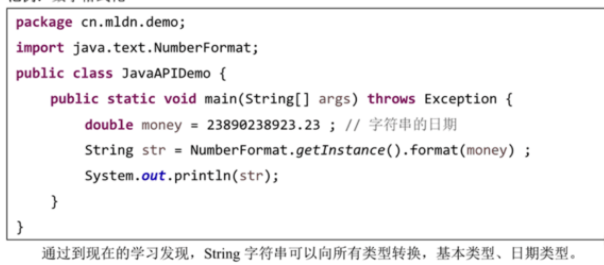 package cn.mldn.demo;
import java.text.NumberFormat;
public class JavaAPIDemo {
public static void main(String[] args) throws Exception {
double money = 23890238923.23 ; // 字符串的日期
String str = NumberFormat.getInstance().format(money) ;
System.out.println(str);
}
}
通过到现在的学习发现，String 字符串可以向所有类型转换，基本类型、日期类型。